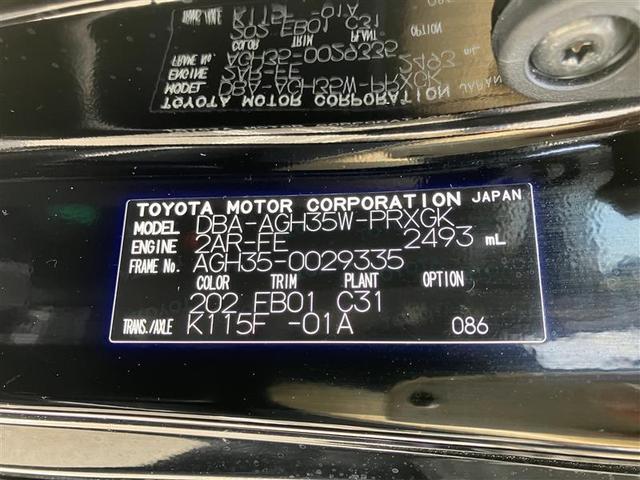 TOYOTA MOTOR CORPORATION JAPAN
MODEL DBA-AGH35W-PRXGK
ENGINE 2AR-FE 2493 mL
FRAME No. AGH35-0029335
COLOR TRIM PLANT OPTION
202 EB01 C31
TRANS./AXLE K115F -01A 086